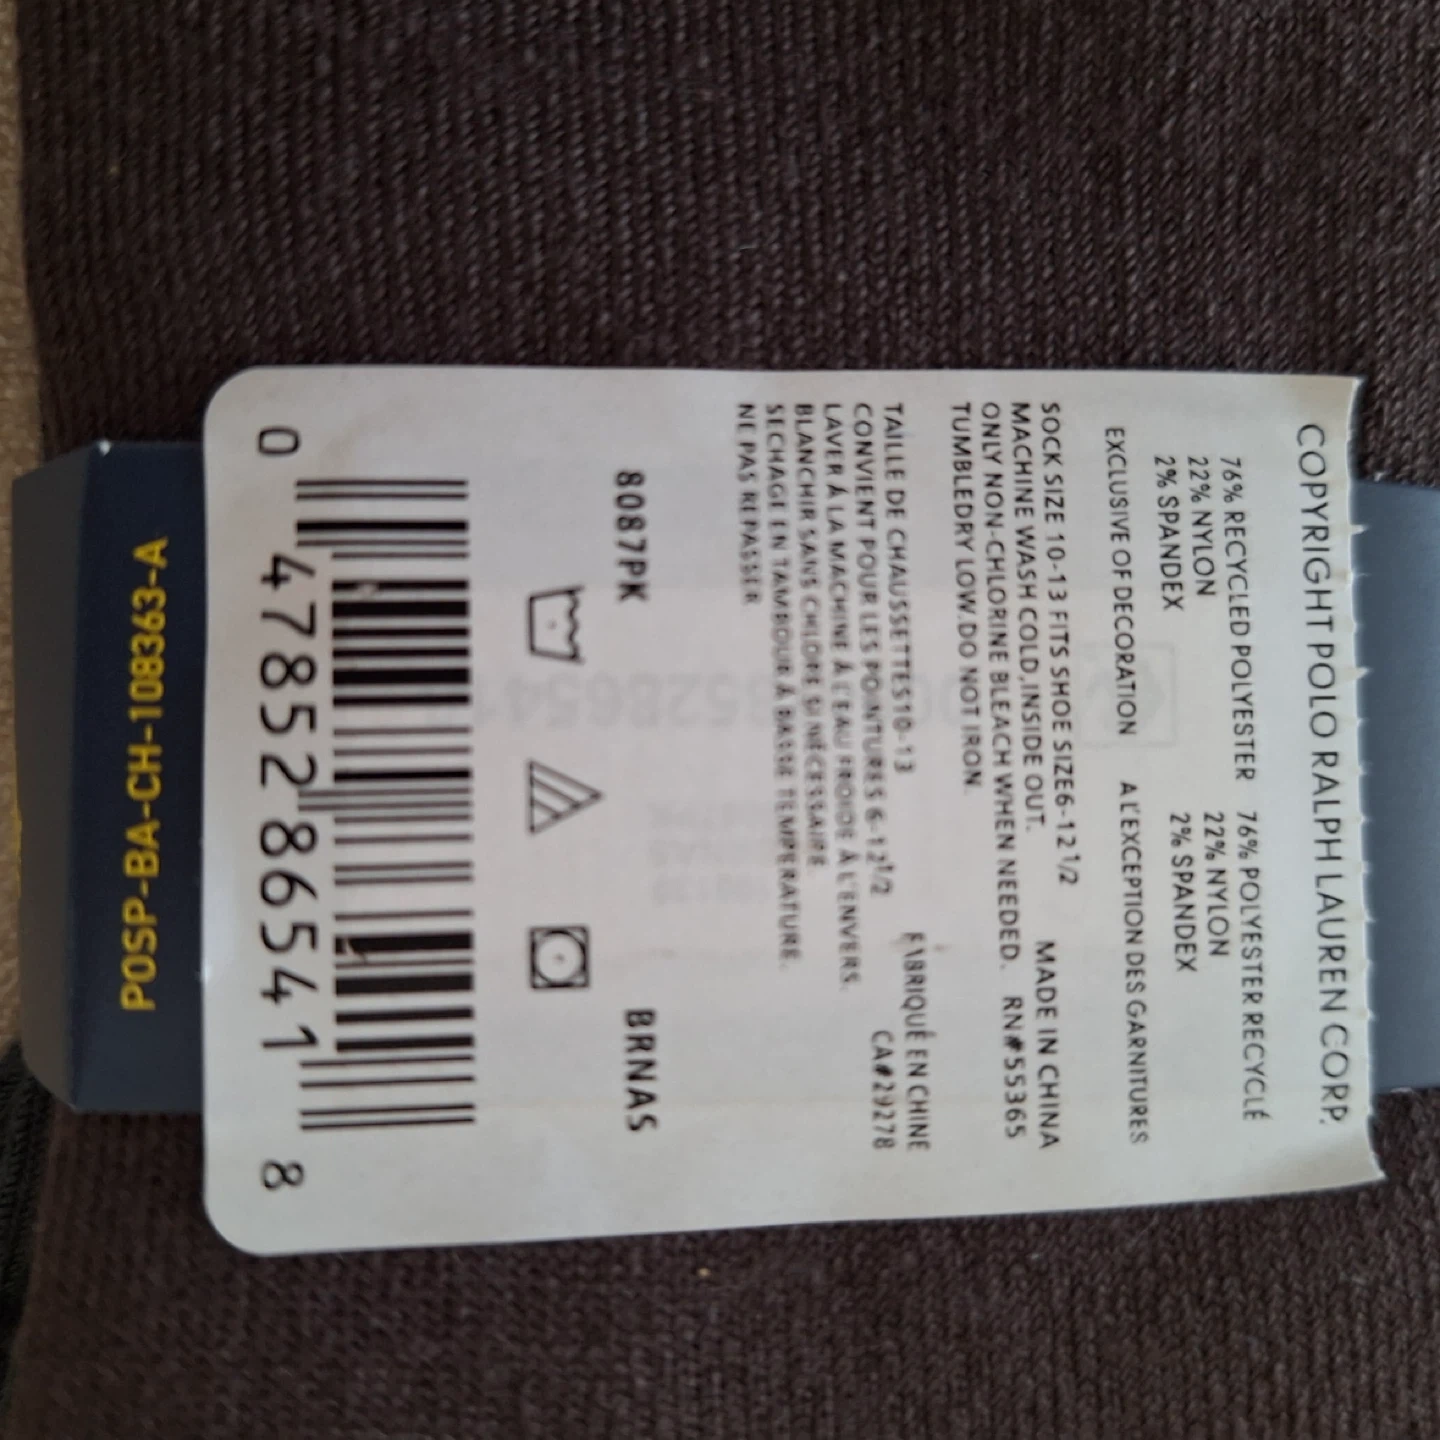 COPYRIGHT POLO RALPH LAUREN CORP.
76% RECYCLED POLYESTER 76% POLYESTER RECYCLÉ
22% NYLON 22% NYLON
2% SPANDEX 2% SPANDEX
EXCLUSIVE OF DECORATION A L'EXCEPTION DES GARNITURES
SOCK SIZE 10-13 FITS SHOE SIZE6-12 1/2 MADE IN CHINA
MACHINE WASH COLD,INSIDE OUT. RN#55365
ONLY NON-CHLORINE BLEACH WHEN NEEDED.
TUMBLEDRY LOW.DO NOT IRON.
TAILLE DE CHAUSSETTES10-13 FABRIQUÉ EN CHINE
CONVIENT POUR LES POINTURES 6-12 1/2 CA#29278
LAVER À LA MACHINE À L'EAU FROIDE À L'ENVERS.
BLANCHIR SANS CHLORE SI NÉCESSAIRE.
SECHAGE EN TAMBOUR À BASSE TEMPERATURE.
NE PAS REPASSER
8087PK BRNAS
0 47852 86541 8
POSP-BA-CH-108363-A